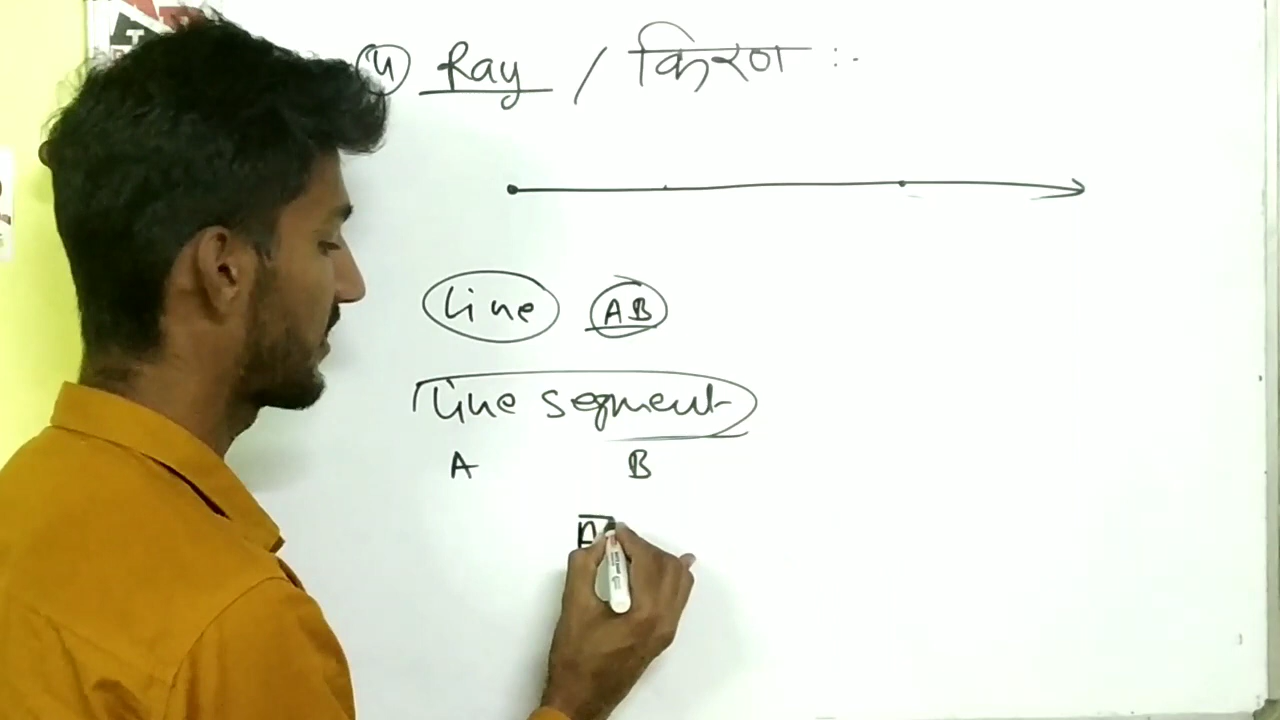 4 Ray / किरण :-
line AB
line segment
A B
A